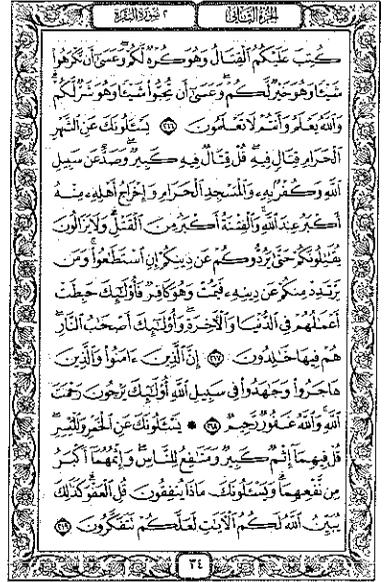 الجزء الثاني
٢ سورة البقرة
كُتِبَ عَلَيْكُمُ ٱلْقِتَالُ وَهُوَ كُرْهٌ لَّكُمْ وَعَسَىٰٓ أَن تَكْرَهُوا۟
شَيْـًٔا وَهُوَ خَيْرٌ لَّكُمْ وَعَسَىٰٓ أَن تُحِبُّوا۟ شَيْـًٔا وَهُوَ شَرٌّ لَّكُمْ
وَٱللَّهُ يَعْلَمُ وَأَنتُمْ لَا تَعْلَمُونَ ٢١٦ يَسْـَٔلُونَكَ عَنِ ٱلشَّهْرِ
ٱلْحَرَامِ قِتَالٍ فِيهِ قُلْ قِتَالٌ فِيهِ كَبِيرٌ وَصَدٌّ عَن سَبِيلِ
ٱللَّهِ وَكُفْرٌۢ بِهِۦ وَٱلْمَسْجِدِ ٱلْحَرَامِ وَإِخْرَاجُ أَهْلِهِۦ مِنْهُ
أَكْبَرُ عِندَ ٱللَّهِ وَٱلْفِتْنَةُ أَكْبَرُ مِنَ ٱلْقَتْلِ وَلَا يَزَالُونَ
يُقَـٰتِلُونَكُمْ حَتَّىٰ يَرُدُّوكُمْ عَن دِينِكُمْ إِنِ ٱسْتَطَـٰعُوا۟ وَمَن
يَرْتَدِدْ مِنكُمْ عَن دِينِهِۦ فَيَمُتْ وَهُوَ كَافِرٌ فَأُو۟لَـٰٓئِكَ حَبِطَتْ
أَعْمَـٰلُهُمْ فِى ٱلدُّنْيَا وَٱلْـَٔاخِرَةِ وَأُو۟لَـٰٓئِكَ أَصْحَـٰبُ ٱلنَّارِ
هُمْ فِيهَا خَـٰلِدُونَ ٢١٧ إِنَّ ٱلَّذِينَ ءَامَنُوا۟ وَٱلَّذِينَ
هَاجَرُوا۟ وَجَـٰهَدُوا۟ فِى سَبِيلِ ٱللَّهِ أُو۟لَـٰٓئِكَ يَرْجُونَ رَحْمَتَ
ٱللَّهِ وَٱللَّهُ غَفُورٌ رَّحِيمٌ ٢١٨ * يَسْـَٔلُونَكَ عَنِ ٱلْخَمْرِ وَٱلْمَيْسِرِ
قُلْ فِيهِمَآ إِثْمٌ كَبِيرٌ وَمَنَـٰفِعُ لِلنَّاسِ وَإِثْمُهُمَآ أَكْبَرُ
مِن نَّفْعِهِمَا وَيَسْـَٔلُونَكَ مَاذَا يُنفِقُونَ قُلِ ٱلْعَفْوَ كَذَٰلِكَ
يُبَيِّنُ ٱللَّهُ لَكُمُ ٱلْـَٔايَـٰتِ لَعَلَّكُمْ تَتَفَكَّرُونَ ٢١٩
٣٤